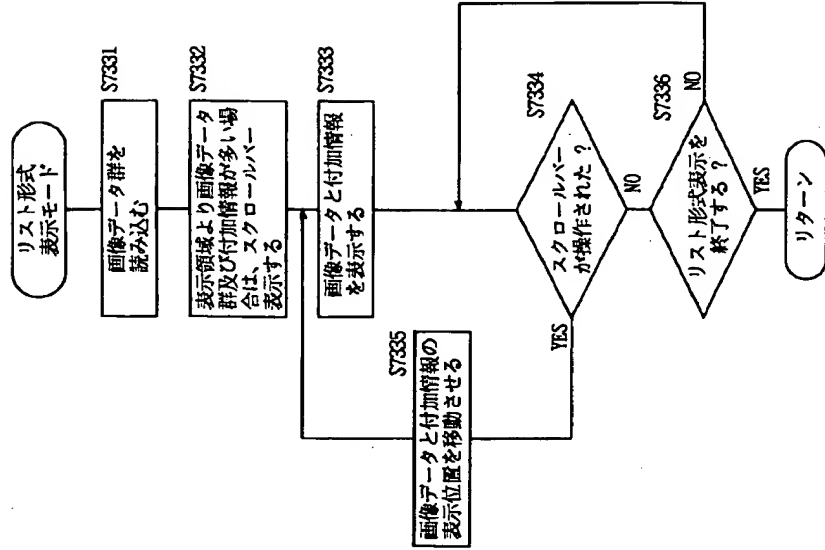 リスト形式
表示モード
S7331
画像データ群を
読み込む
S7332
表示領域より画像データ
群及び付加情報が多い場
合は、スクロールバー
表示する
S7333
画像データと付加情報
を表示する
S7334
スクロールバー
が操作された？
YES
NO
S7335
画像データと付加情報の
表示位置を移動させる
S7336
リスト形式表示を
終了する？
NO
YES
リターン